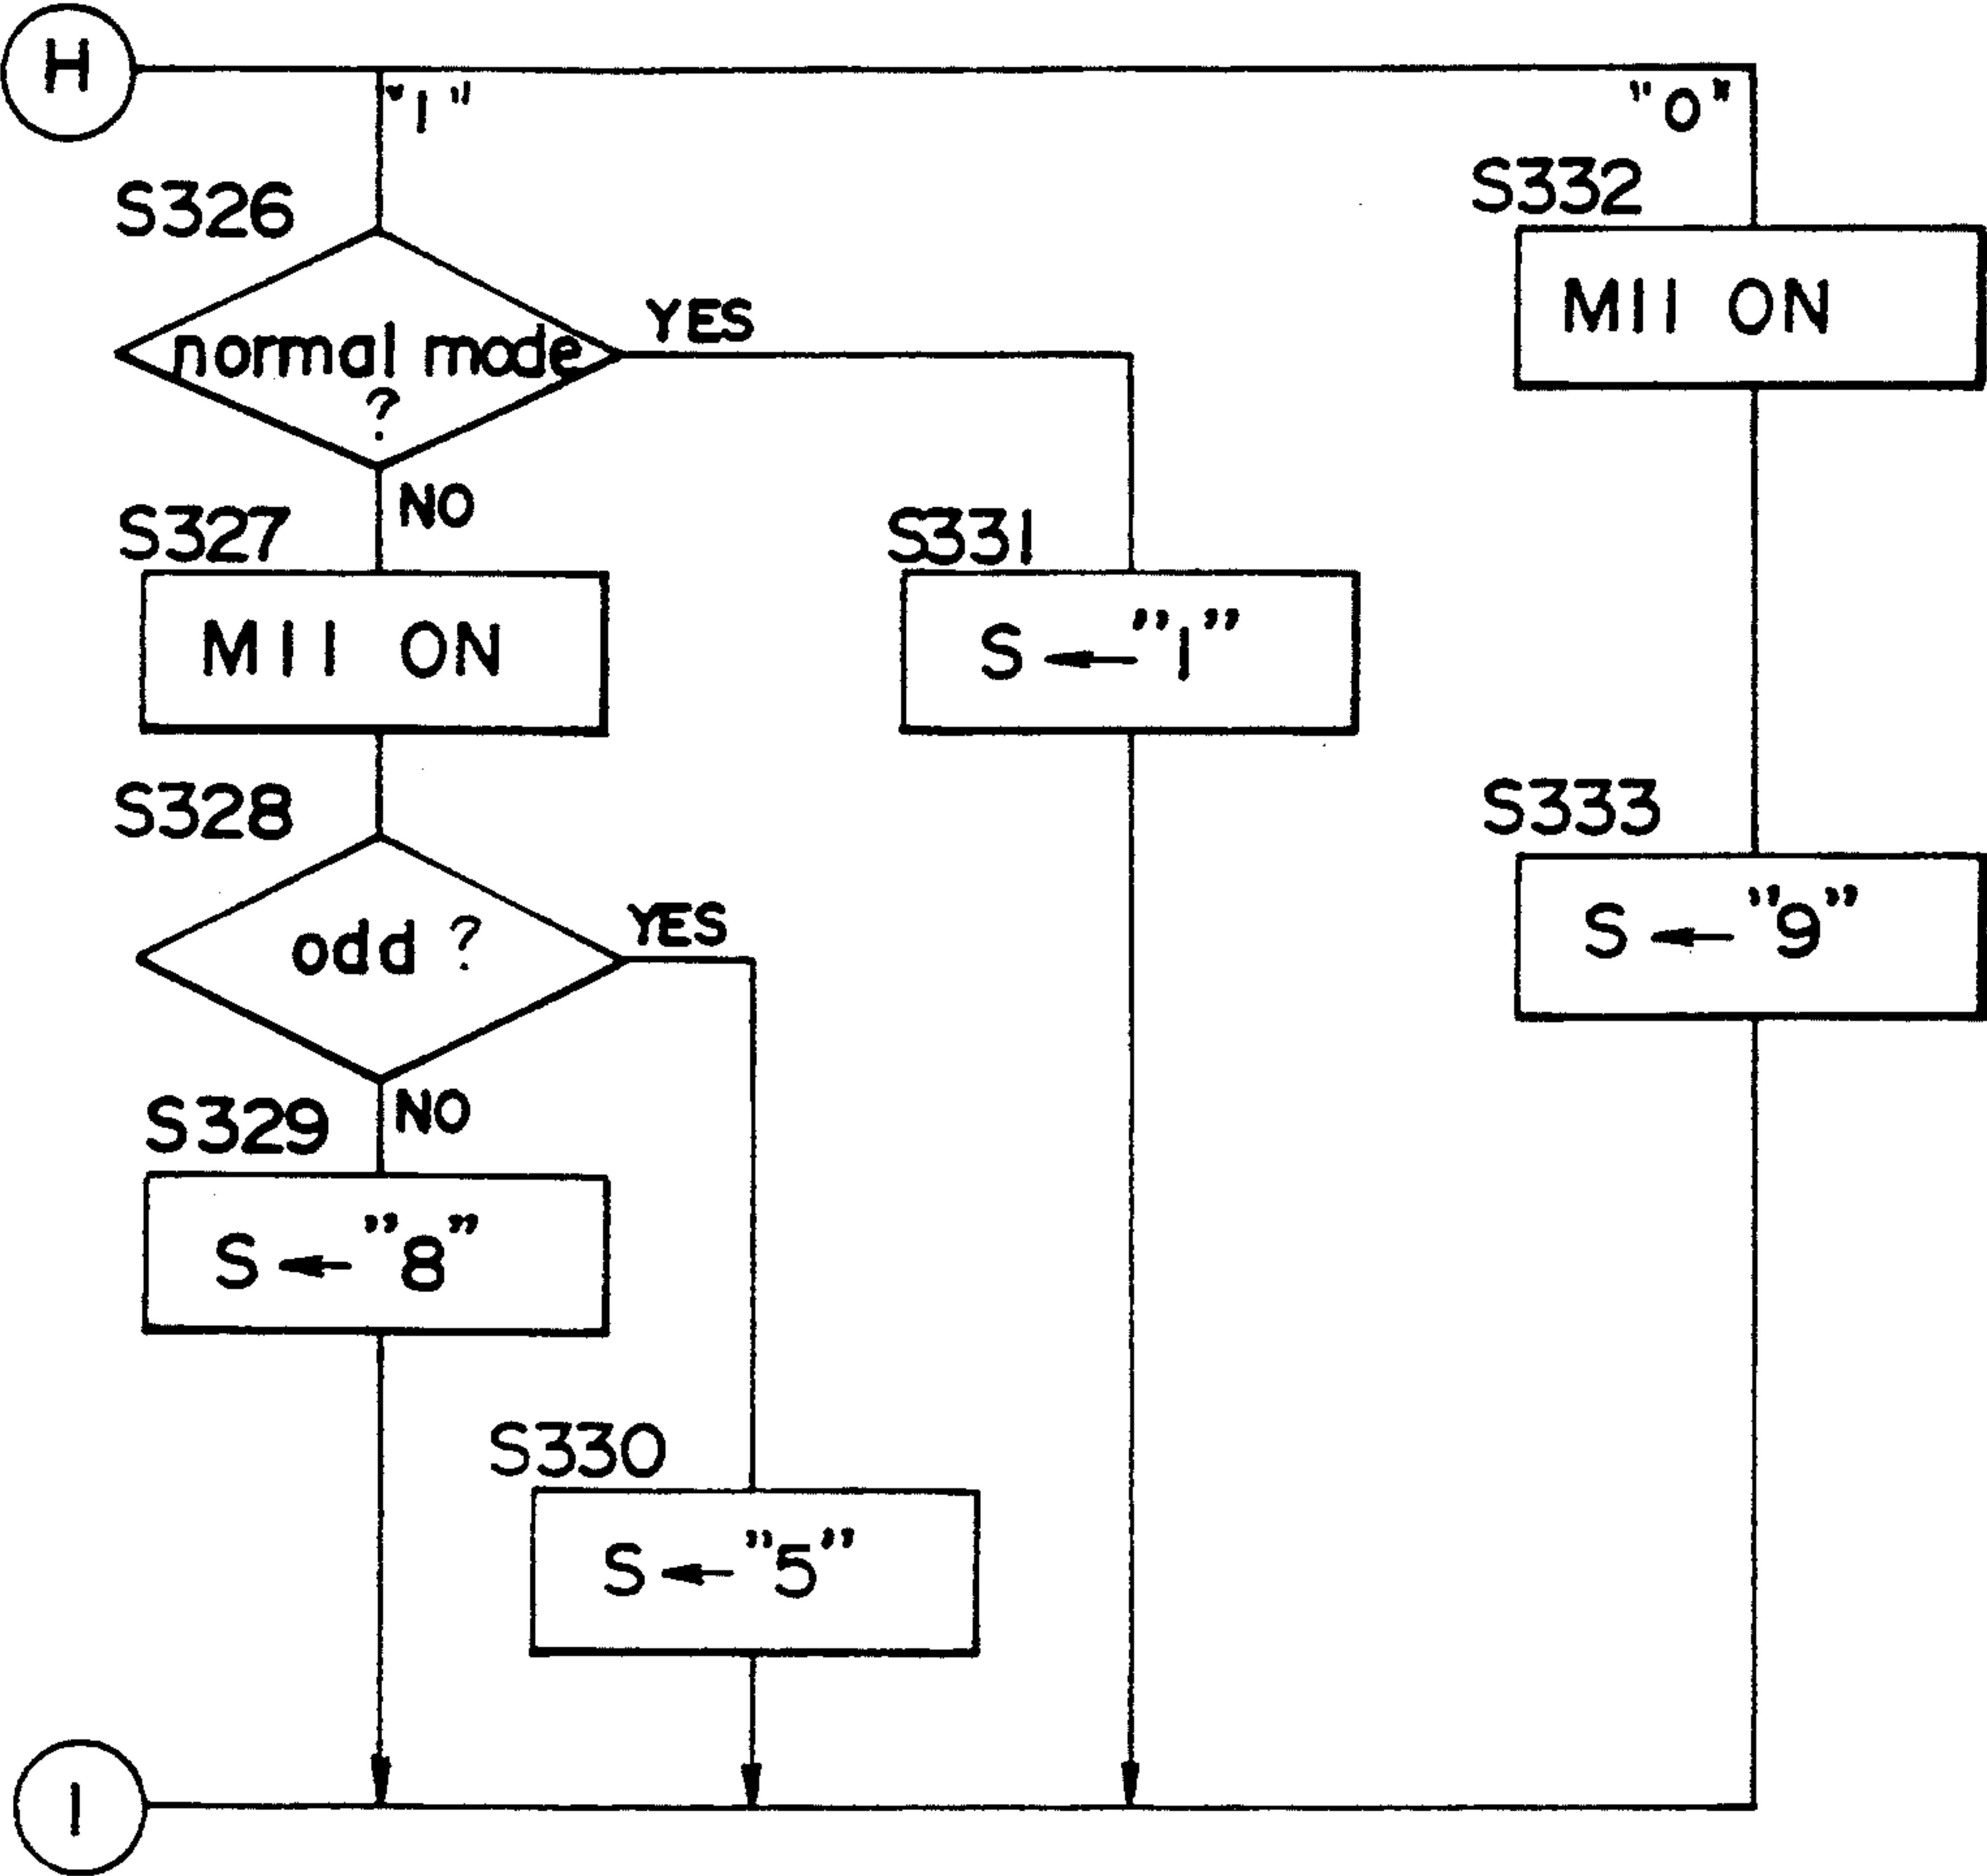 H
"1"
"0"
S326
S332
normal mode
?
YES
M11 ON
NO
S327
S331
M11 ON
S ← "1"
S328
S333
odd ?
YES
S ← "9"
NO
S329
S ← "8"
S330
S ← "5"
I